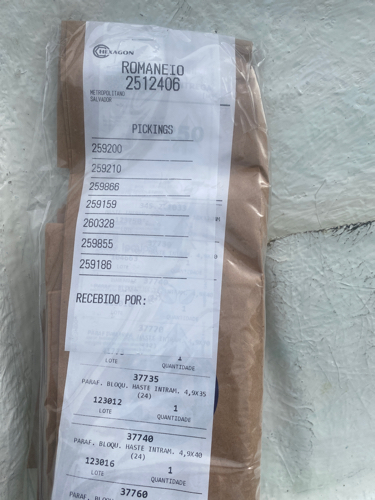 HEXAGON
ROMANEIO
2512406
METROPOLITANO
SALVADOR
PICKINGS
259200
259210
259866
259159
260328
259855
259186
RECEBIDO POR:
1
LOTE QUANTIDADE
37735
PARAF. BLOQU. HASTE INTRAM. 4,9X35
(24)
123012 1
LOTE QUANTIDADE
37740
PARAF. BLOQU. HASTE INTRAM. 4,9X40
(24)
123016 1
LOTE QUANTIDADE
37760